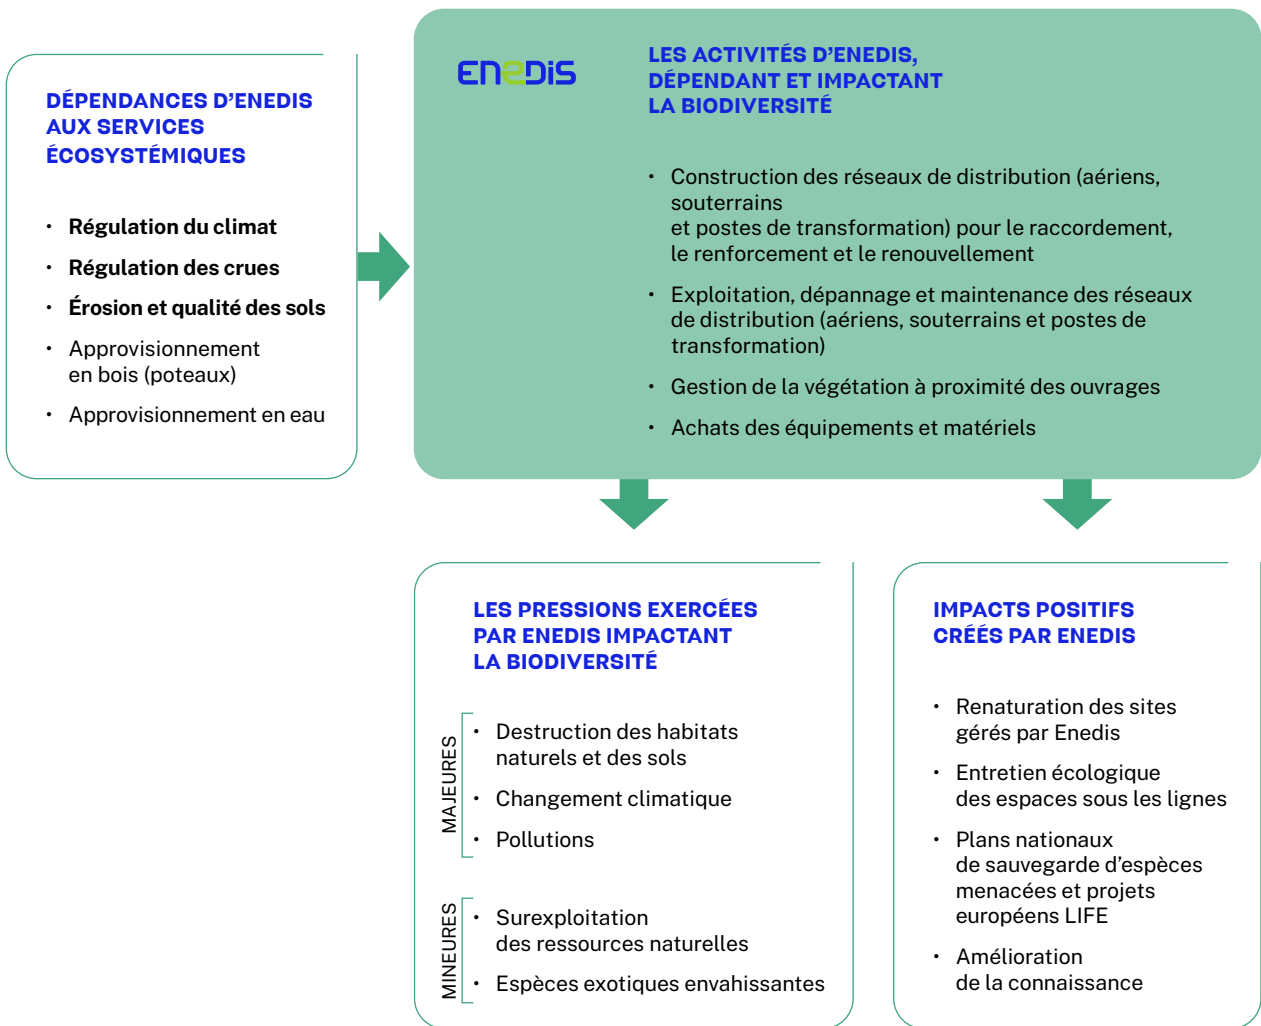 DÉPENDANCES D’ENEDIS
AUX SERVICES
ÉCOSYSTÉMIQUES
• Régulation du climat
• Régulation des crues
• Érosion et qualité des sols
• Approvisionnement
en bois (poteaux)
• Approvisionnement en eau
ENEDIS
LES ACTIVITÉS D’ENEDIS,
DÉPENDANT ET IMPACTANT
LA BIODIVERSITÉ
• Construction des réseaux de distribution (aériens,
souterrains
et postes de transformation) pour le raccordement,
le renforcement et le renouvellement
• Exploitation, dépannage et maintenance des réseaux
de distribution (aériens, souterrains et postes de
transformation)
• Gestion de la végétation à proximité des ouvrages
• Achats des équipements et matériels
LES PRESSIONS EXERCÉES
PAR ENEDIS IMPACTANT
LA BIODIVERSITÉ
MAJEURES
• Destruction des habitats
naturels et des sols
• Changement climatique
• Pollutions
MINEURES
• Surexploitation
des ressources naturelles
• Espèces exotiques envahissantes
IMPACTS POSITIFS
CRÉÉS PAR ENEDIS
• Renaturation des sites
gérés par Enedis
• Entretien écologique
des espaces sous les lignes
• Plans nationaux
de sauvegarde d’espèces
menacées et projets
européens LIFE
• Amélioration
de la connaissance